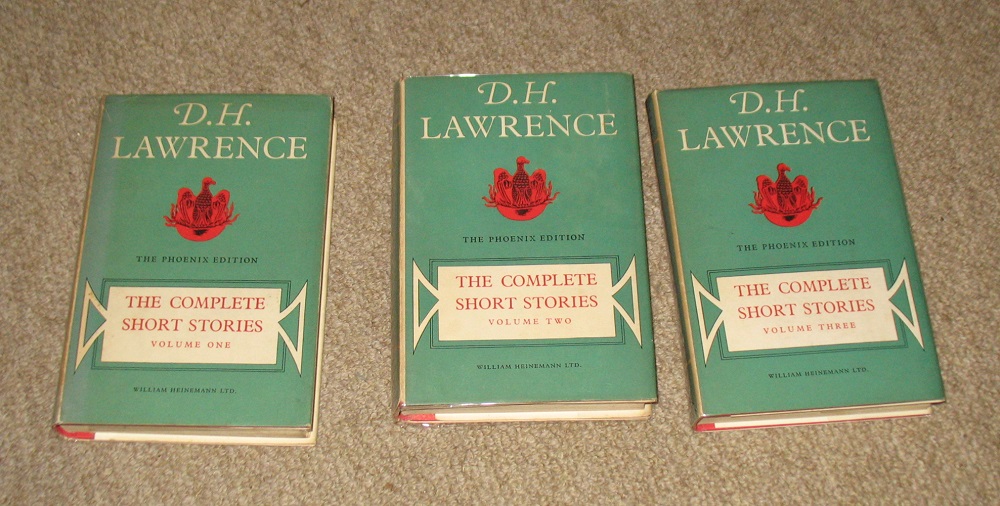 D.H.
LAWRENCE
THE PHOENIX EDITION
THE COMPLETE
SHORT STORIES
VOLUME ONE
WILLIAM HEINEMANN LTD.
D.H.
LAWRENCE
THE PHOENIX EDITION
THE COMPLETE
SHORT STORIES
VOLUME TWO
WILLIAM HEINEMANN LTD.
D.H.
LAWRENCE
THE PHOENIX EDITION
THE COMPLETE
SHORT STORIES
VOLUME THREE
WILLIAM HEINEMANN LTD.